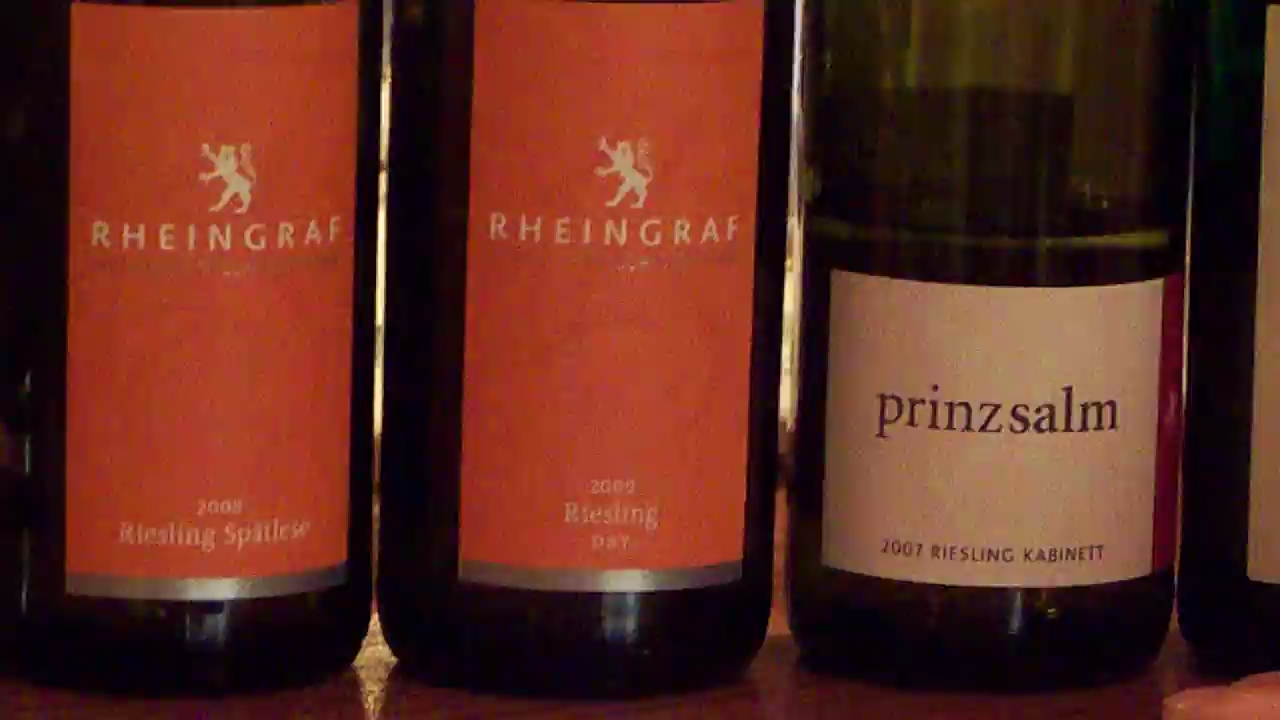 RHEINGRAF
2008
Riesling Spätlese
RHEINGRAF
2009
Riesling
DRY
prinzsalm
2007 RIESLING KABINETT